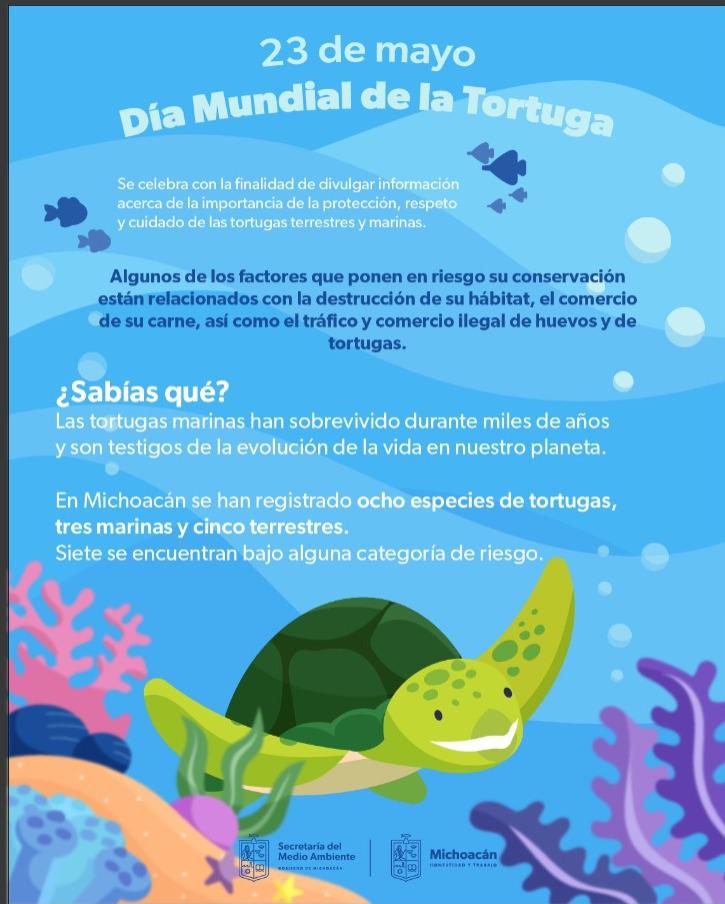 23 de mayo
Día Mundial de la Tortuga
Se celebra con la finalidad de divulgar información
acerca de la importancia de la protección, respeto
y cuidado de las tortugas terrestres y marinas.
Algunos de los factores que ponen en riesgo su conservación
están relacionados con la destrucción de su hábitat, el comercio
de su carne, así como el tráfico y comercio ilegal de huevos y de
tortugas.
¿Sabías qué?
Las tortugas marinas han sobrevivido durante miles de años
y son testigos de la evolución de la vida en nuestro planeta.
En Michoacán se han registrado ocho especies de tortugas,
tres marinas y cinco terrestres.
Siete se encuentran bajo alguna categoría de riesgo.
Secretaría del
Medio Ambiente
GOBIERNO DE MICHOACÁN
Michoacán
HONESTIDAD Y TRABAJO